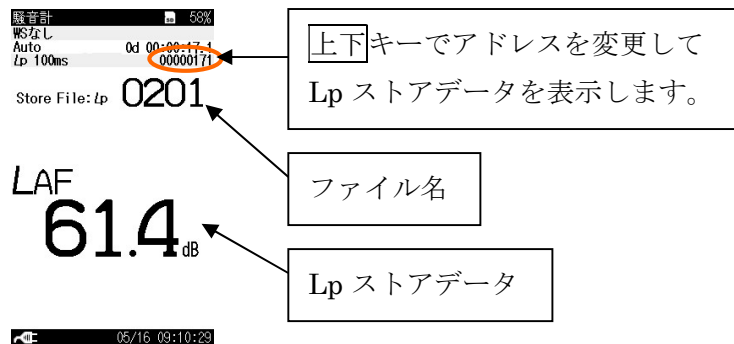 騒音計 58%
WSなし
Auto 0d 00:00:17.1
Lp 100ms 00000171
Store File: Lp 0201
LAF
61.4 dB
05/16 09:10:29
上下キーでアドレスを変更して
Lp ストアデータを表示します。
ファイル名
Lp ストアデータ